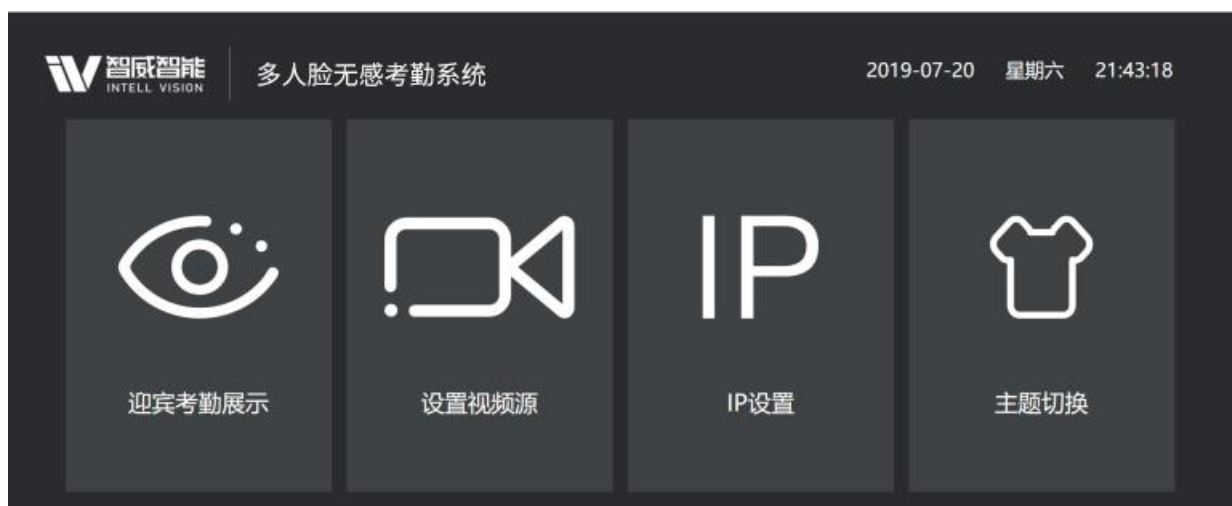 智威智能
INTELL VISION
多人脸无感考勤系统
2019-07-20 星期六 21:43:18
IP
迎宾考勤展示
设置视频源
IP设置
主题切换